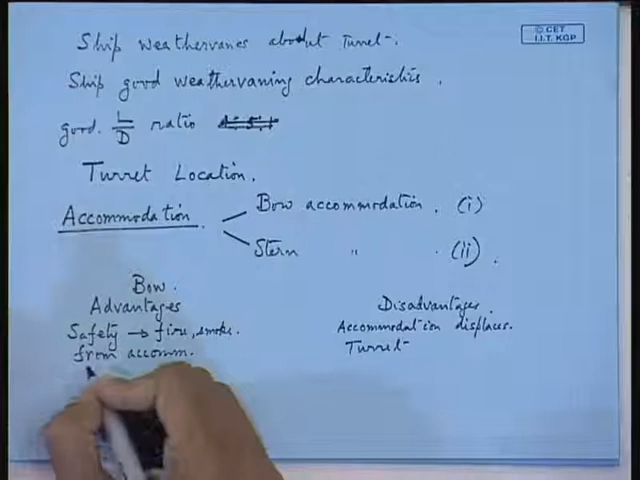 © CET
I.I.T. KGP
Ship weathervanes about Turret.
Ship good weathervaning characteristics.
good. L/D ratio
Turret Location.
Accommodation. Bow accommodation. (i)
Stern " . (ii).
Bow.
Advantages Disadvantages.
Safety → fire, smoke. Accommodation displaces.
from accomm. Turret